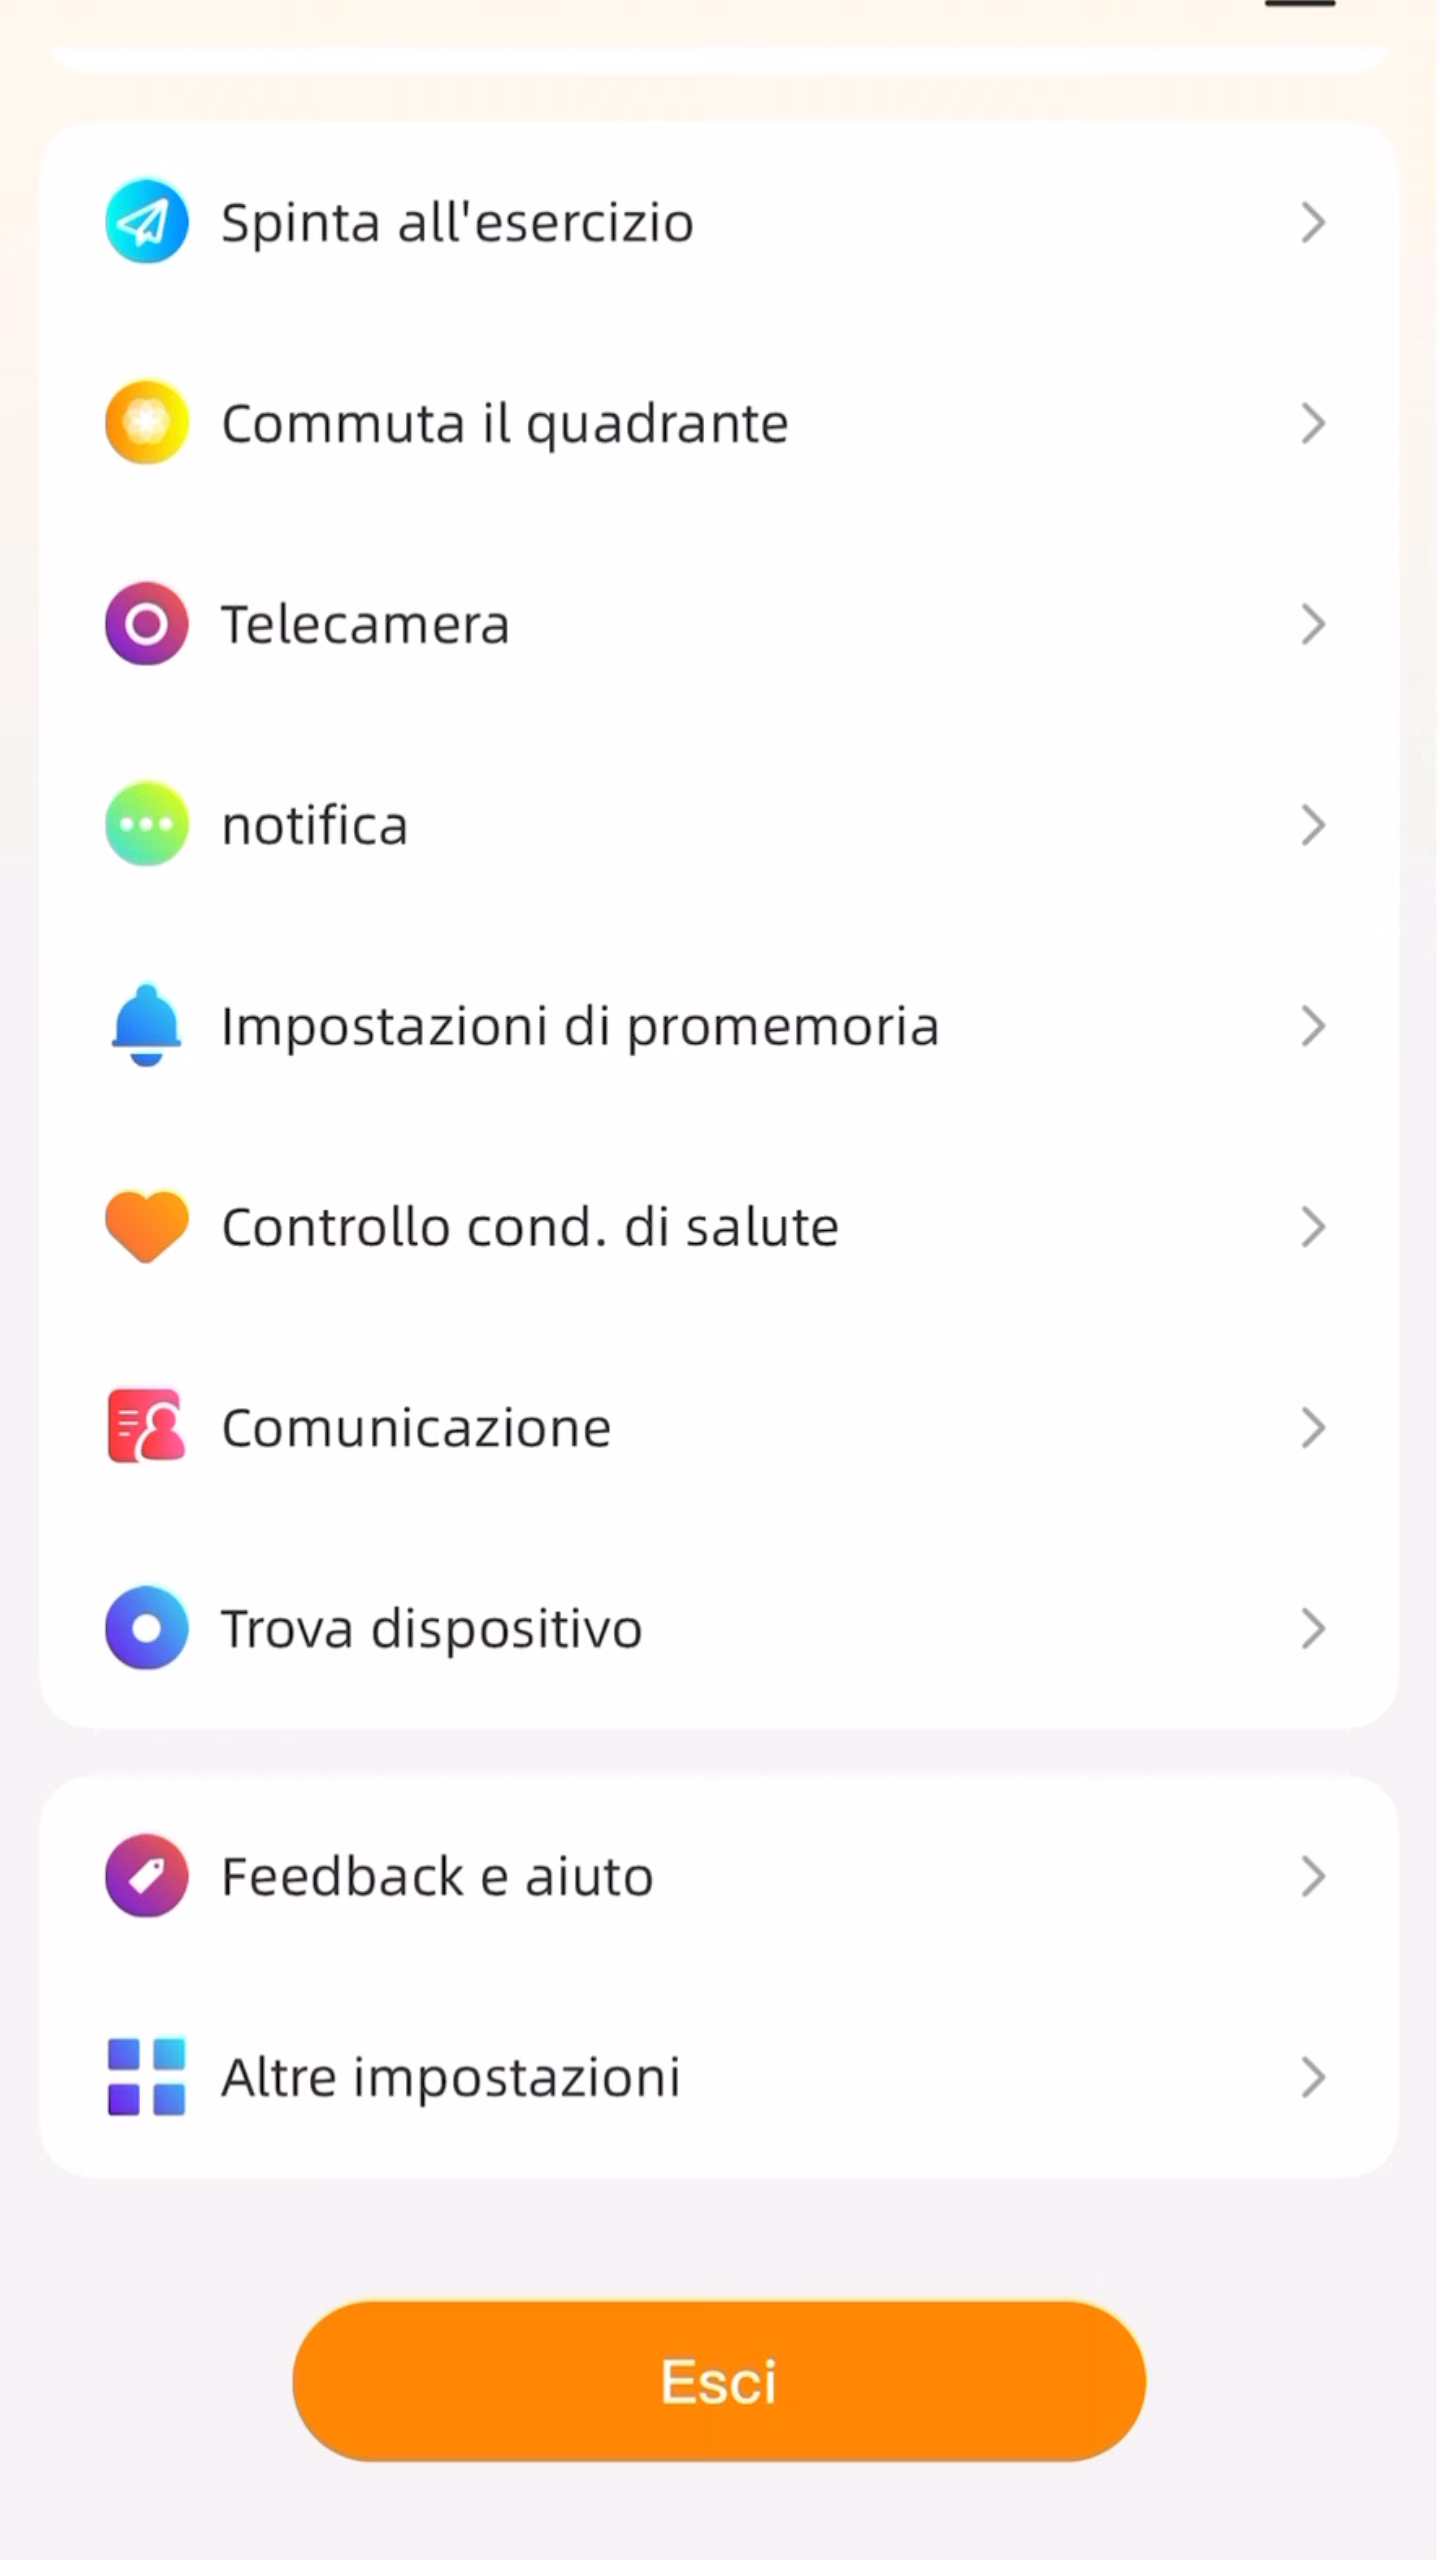 Spinta all'esercizio
Commuta il quadrante
Telecamera
notifica
Impostazioni di promemoria
Controllo cond. di salute
Comunicazione
Trova dispositivo
Feedback e aiuto
Altre impostazioni
Esci